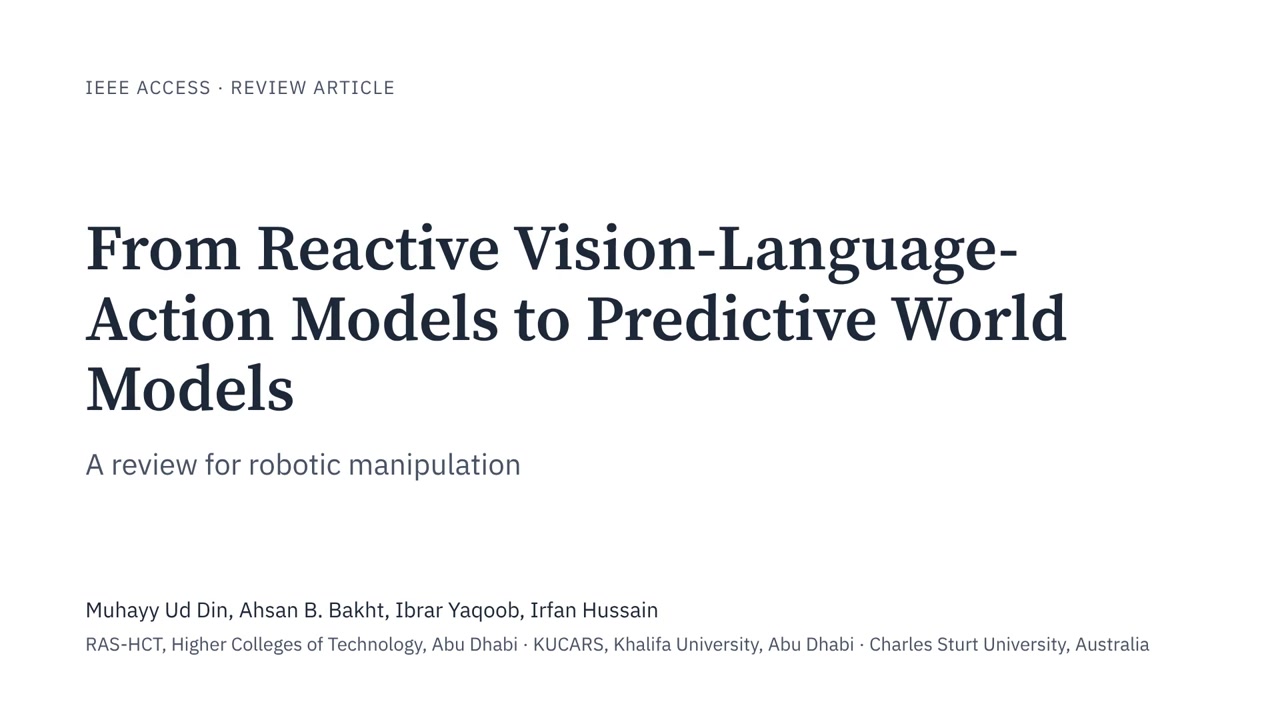 IEEE ACCESS · REVIEW ARTICLE
From Reactive Vision-Language-
Action Models to Predictive World
Models
A review for robotic manipulation
Muhayy Ud Din, Ahsan B. Bakht, Ibrar Yaqoob, Irfan Hussain
RAS-HCT, Higher Colleges of Technology, Abu Dhabi · KUCARS, Khalifa University, Abu Dhabi · Charles Sturt University, Australia